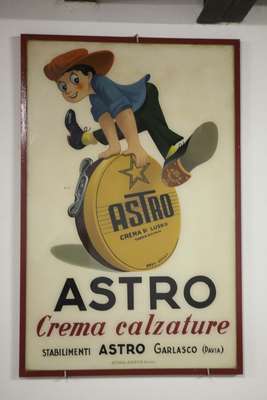 ASTRO
CREMA DI LUSSO
ASTRO
Crema calzature
STABILIMENTI ASTRO GARLASCO (PAVIA)